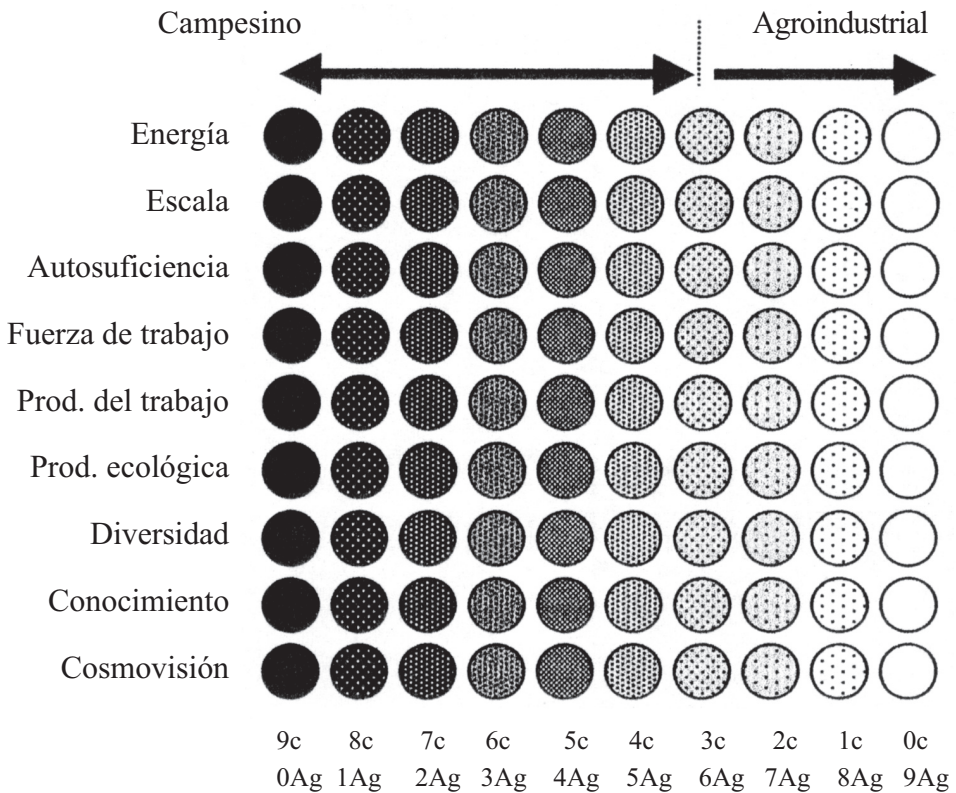 Campesino Agroindustrial
Energía
Escala
Autosuficiencia
Fuerza de trabajo
Prod. del trabajo
Prod. ecológica
Diversidad
Conocimiento
Cosmovisión
9c 8c 7c 6c 5c 4c 3c 2c 1c 0c
0Ag 1Ag 2Ag 3Ag 4Ag 5Ag 6Ag 7Ag 8Ag 9Ag